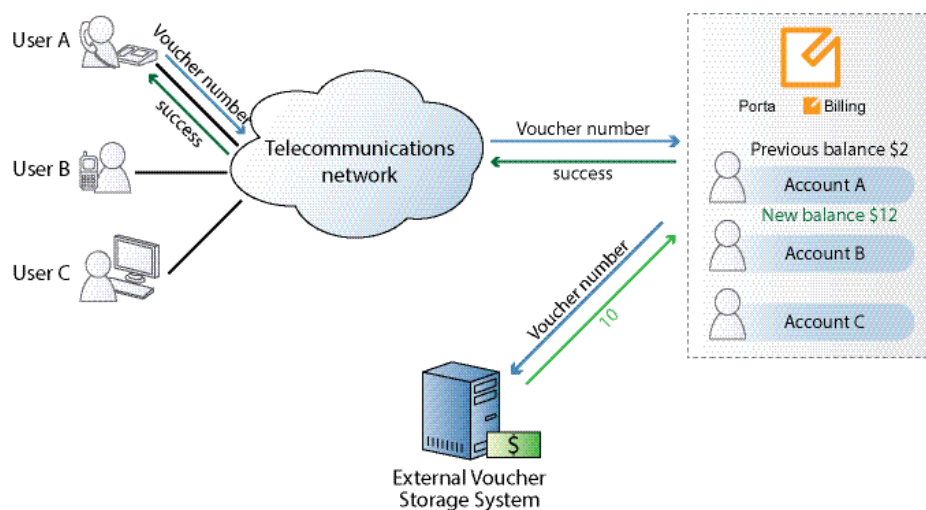 User A
Voucher number
success
User B
User C
Telecommunications
network
Voucher number
success
Porta Billing
Previous balance $2
Account A
New balance $12
Account B
Account C
Voucher number
10
$
External Voucher
Storage System